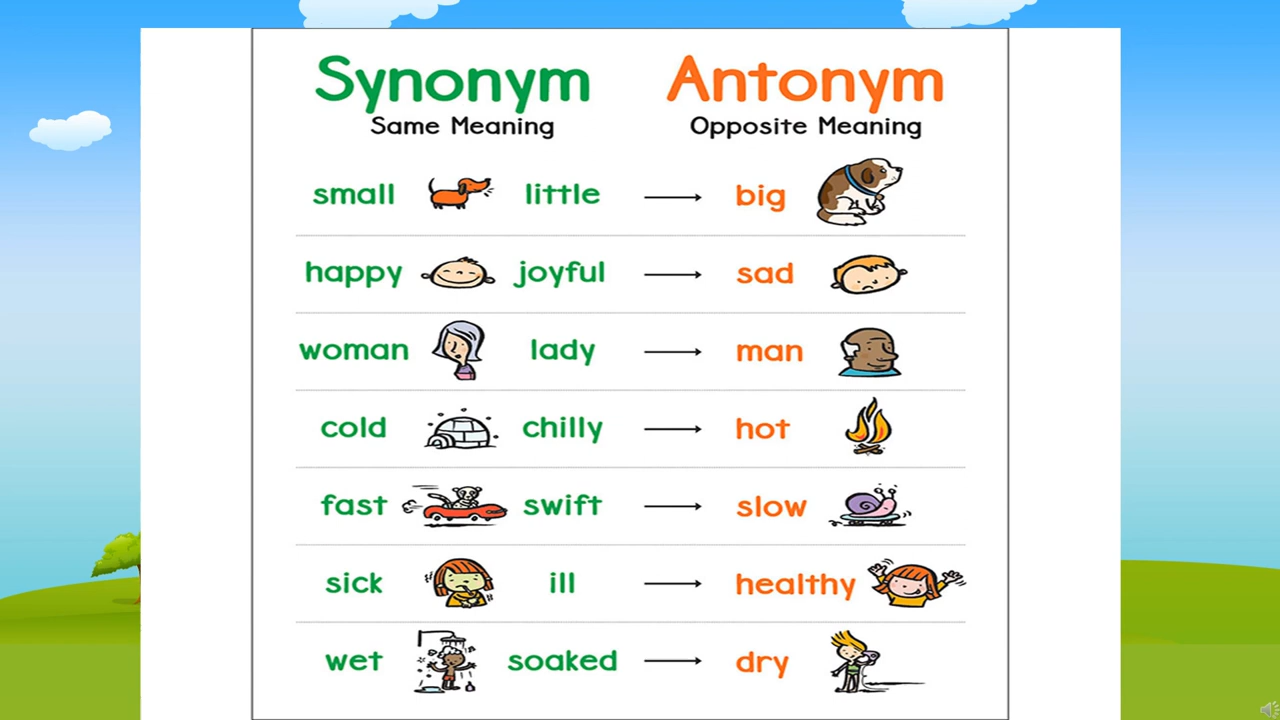 Synonym Antonym
Same Meaning Opposite Meaning
small little big
happy joyful sad
woman lady man
cold chilly hot
fast swift slow
sick ill healthy
wet soaked dry